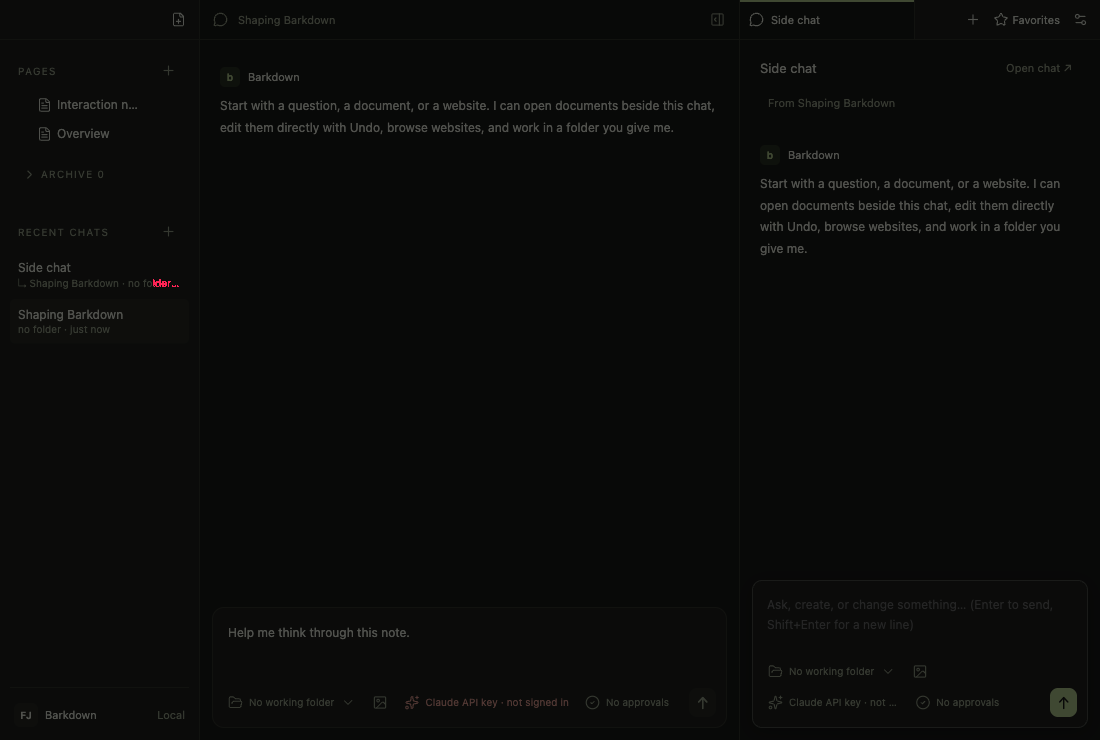 Shaping Barkdown
Side chat
Favorites
PAGES
Interaction n...
Overview
ARCHIVE 0
RECENT CHATS
Side chat
Shaping Barkdown · no folder...
Shaping Barkdown
no folder · just now
FJ Barkdown Local
b Barkdown
Start with a question, a document, or a website. I can open documents beside this chat,
edit them directly with Undo, browse websites, and work in a folder you give me.
Help me think through this note.
No working folder Claude API key · not signed in No approvals
Side chat Open chat ↗
From Shaping Barkdown
b Barkdown
Start with a question, a document, or a website. I can
open documents beside this chat, edit them directly
with Undo, browse websites, and work in a folder you
give me.
Ask, create, or change something... (Enter to send,
Shift+Enter for a new line)
No working folder
Claude API key · not ... No approvals